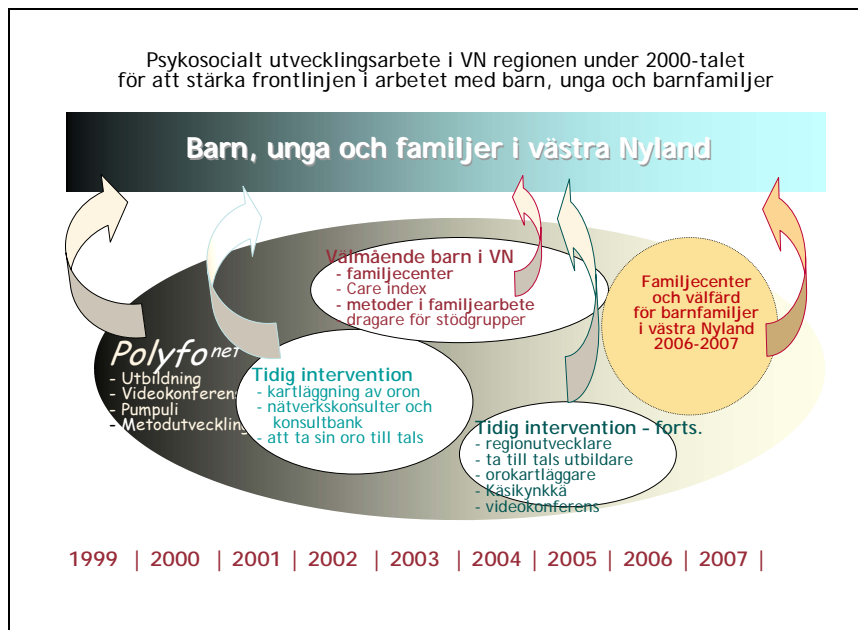 Psykosocialt utvecklingsarbete i VN regionen under 2000-talet
för att stärka frontlinjen i arbetet med barn, unga och barnfamiljer
Barn, unga och familjer i västra Nyland
Välmående barn i VN
- familjecenter
- Care index
- metoder i familjearbete
- dragare för stödgrupper
Familjecenter
och välfärd
för barnfamiljer
i västra Nyland
2006-2007
Polyfo net
- Utbildning
- Videokonferens
- Pumpuli
- Metodutveckling
Tidig intervention
- kartläggning av oron
- nätverkskonsulter och
konsultbank
- att ta sin oro till tals
Tidig intervention – forts.
- regionutvecklare
- ta till tals utbildare
- orokartläggare
- Käsikynkkä
- videokonferens
1999 | 2000 | 2001 | 2002 | 2003 | 2004 | 2005 | 2006 | 2007 |